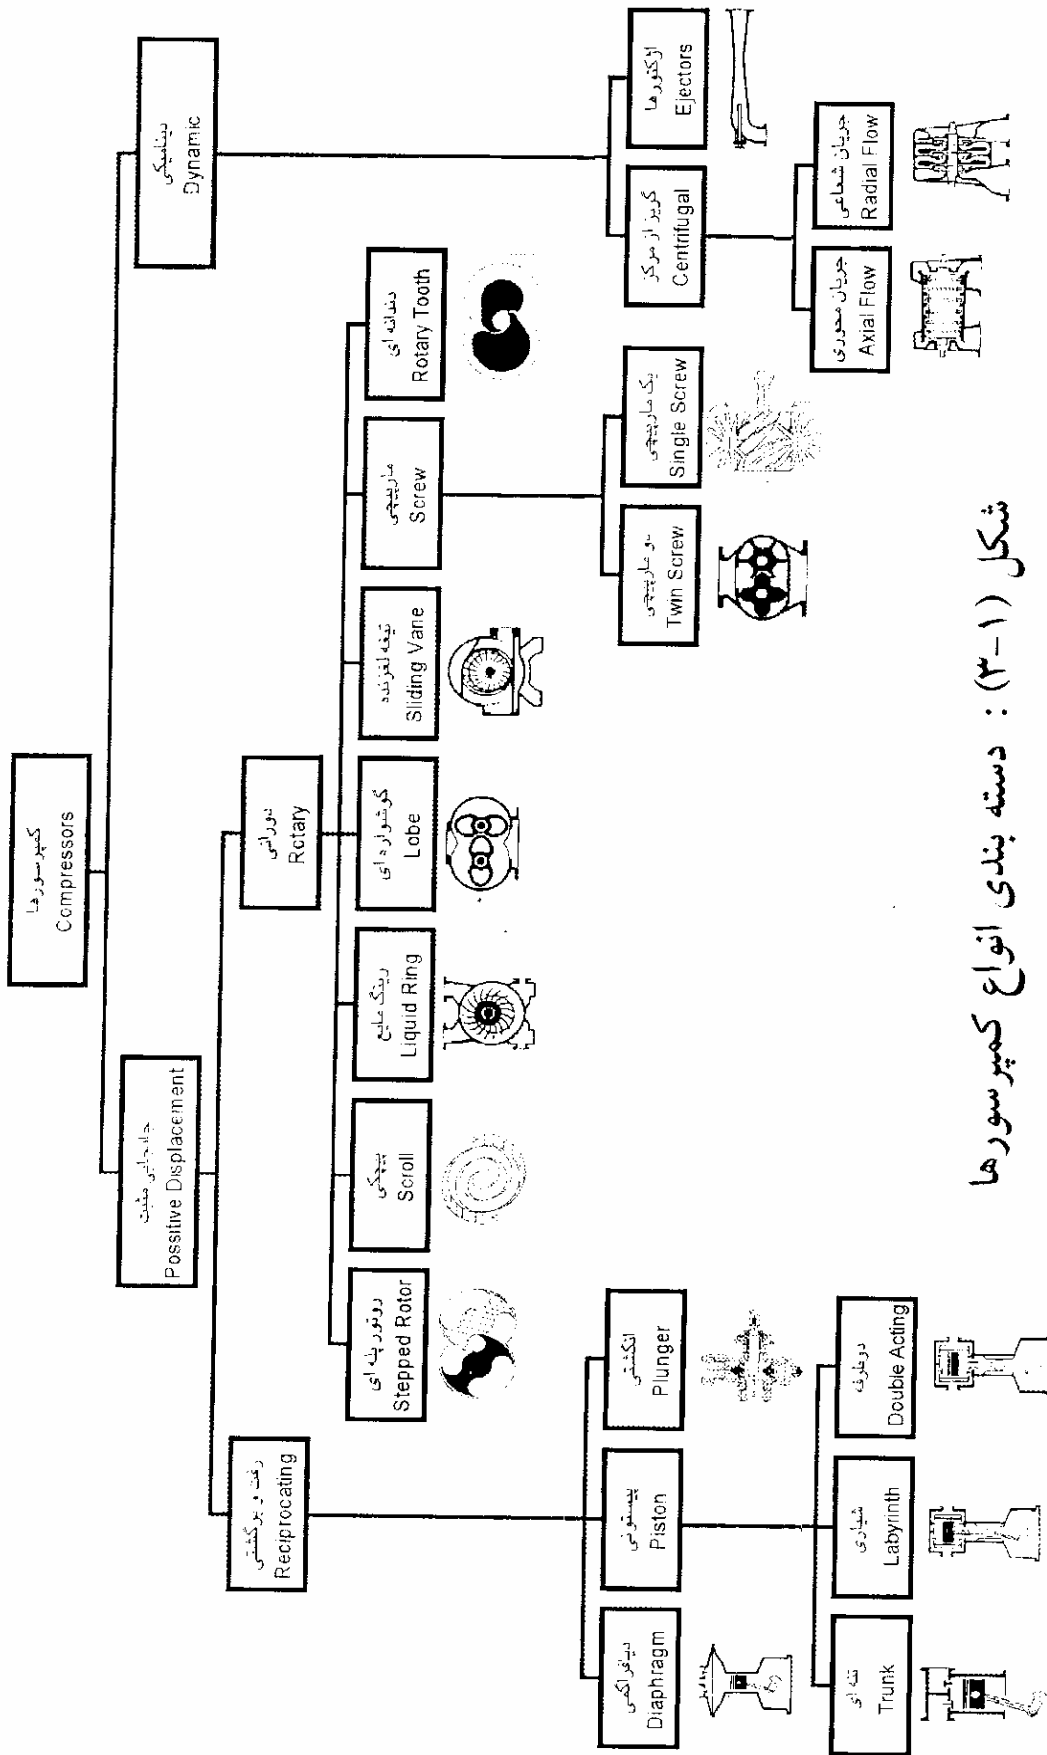 کمپرسورها
Compressors
جابجایی مثبت
Possitive Displacement
دینامیکی
Dynamic
رفت و برگشتی
Reciprocating
دورانی
Rotary
روتور پله ای
Stepped Rotor
پیچکی
Scroll
رینگ مایع
Liquid Ring
گوشواره ای
Lobe
تیغه لغزنده
Sliding Vane
مارپیچی
Screw
دندانه ای
Rotary Tooth
دیافراگمی
Diaphragm
پیستونی
Piston
انگشتی
Plunger
دو مارپیچی
Twin Screw
یک مارپیچی
Single Screw
گریز از مرکز
Centrifugal
اژکتورها
Ejectors
تنه ای
Trunk
شیاری
Labyrinth
دوطرفه
Double Acting
جریان محوری
Axial Flow
جریان شعاعی
Radial Flow
شکل (۱-۳): دسته بندی انواع کمپرسورها